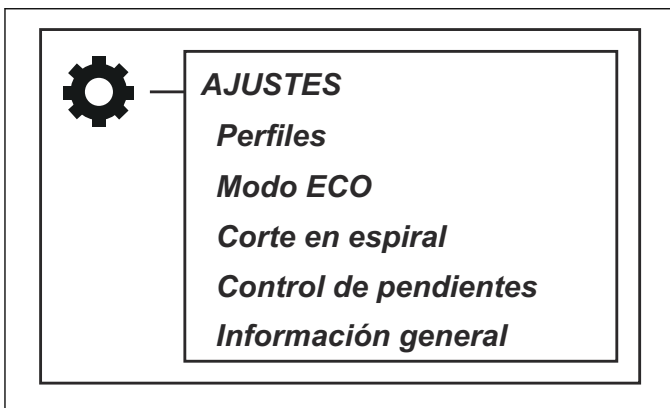 AJUSTES
Perfiles
Modo ECO
Corte en espiral
Control de pendientes
Información general